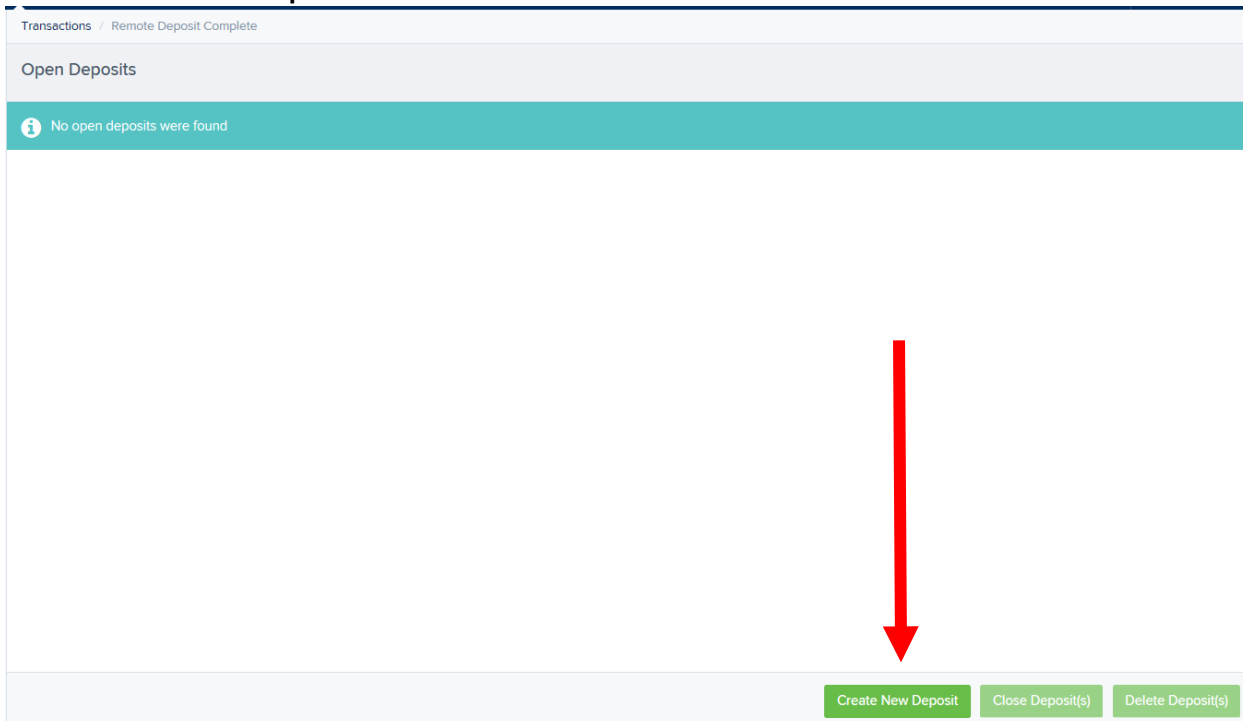 Transactions / Remote Deposit Complete
Open Deposits
No open deposits were found
Create New Deposit Close Deposit(s) Delete Deposit(s)